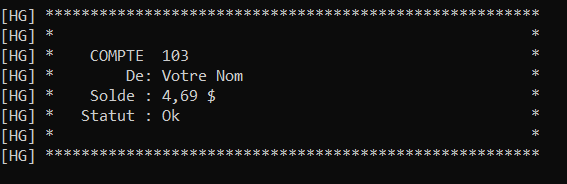 [HG] *******************************************************
[HG] *                                                     *
[HG] *    COMPTE  103                                      *
[HG] *        De: Votre Nom                                *
[HG] *    Solde : 4,69 $                                   *
[HG] *   Statut : Ok                                       *
[HG] *                                                     *
[HG] *******************************************************